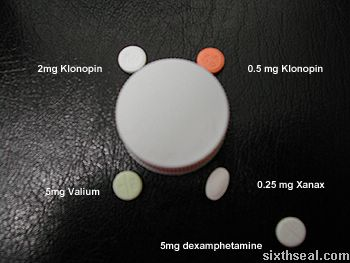 2mg Klonopin
0.5 mg Klonopin
5mg Valium
0.25 mg Xanax
5mg dexamphetamine
sixthseal.com